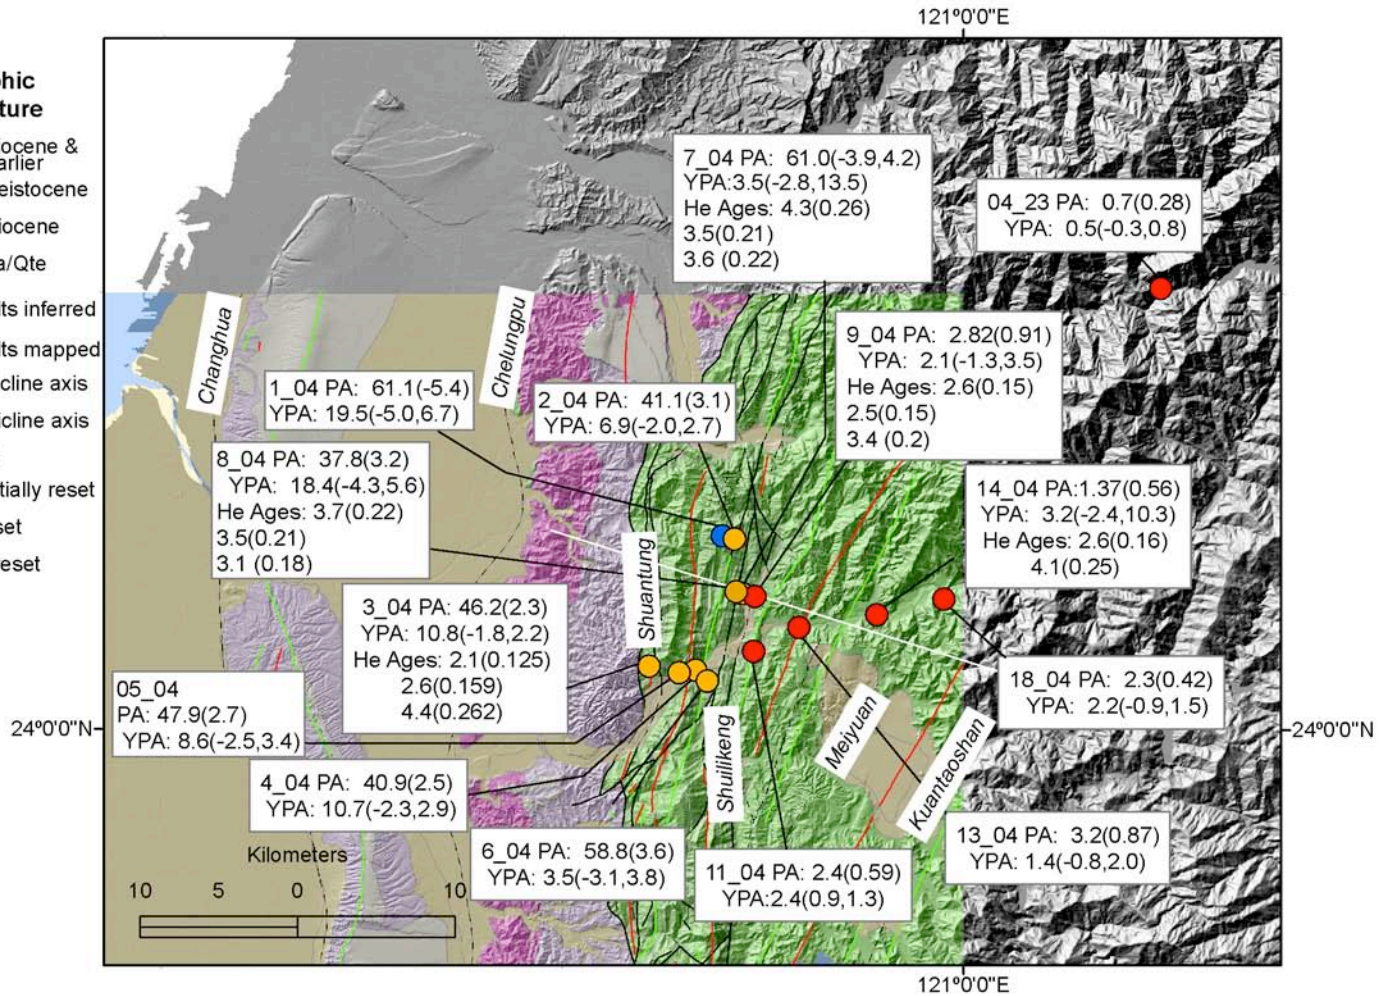 121º0'0"E
phic
ture
ocene &
arlier
eistocene
iocene
a/Qte
lts inferred
lts mapped
cline axis
icline axis
tially reset
set
eset
7_04 PA: 61.0(-3.9,4.2)
YPA:3.5(-2.8,13.5)
He Ages: 4.3(0.26)
3.5(0.21)
3.6 (0.22)
04_23 PA: 0.7(0.28)
YPA: 0.5(-0.3,0.8)
Changhua
Chelungpu
9_04 PA: 2.82(0.91)
YPA: 2.1(-1.3,3.5)
He Ages: 2.6(0.15)
2.5(0.15)
3.4 (0.2)
1_04 PA: 61.1(-5.4)
YPA: 19.5(-5.0,6.7)
2_04 PA: 41.1(3.1)
YPA: 6.9(-2.0,2.7)
8_04 PA: 37.8(3.2)
YPA: 18.4(-4.3,5.6)
He Ages: 3.7(0.22)
3.5(0.21)
3.1 (0.18)
14_04 PA:1.37(0.56)
YPA: 3.2(-2.4,10.3)
He Ages: 2.6(0.16)
4.1(0.25)
Shuantung
3_04 PA: 46.2(2.3)
YPA: 10.8(-1.8,2.2)
He Ages: 2.1(0.125)
2.6(0.159)
4.4(0.262)
05_04
PA: 47.9(2.7)
YPA: 8.6(-2.5,3.4)
18_04 PA: 2.3(0.42)
YPA: 2.2(-0.9,1.5)
24º0'0"N
24º0'0"N
Shuilikeng
Meiyuan
Kuantaoshan
4_04 PA: 40.9(2.5)
YPA: 10.7(-2.3,2.9)
6_04 PA: 58.8(3.6)
YPA: 3.5(-3.1,3.8)
11_04 PA: 2.4(0.59)
YPA:2.4(0.9,1.3)
13_04 PA: 3.2(0.87)
YPA: 1.4(-0.8,2.0)
Kilometers
10 5 0 10
121º0'0"E